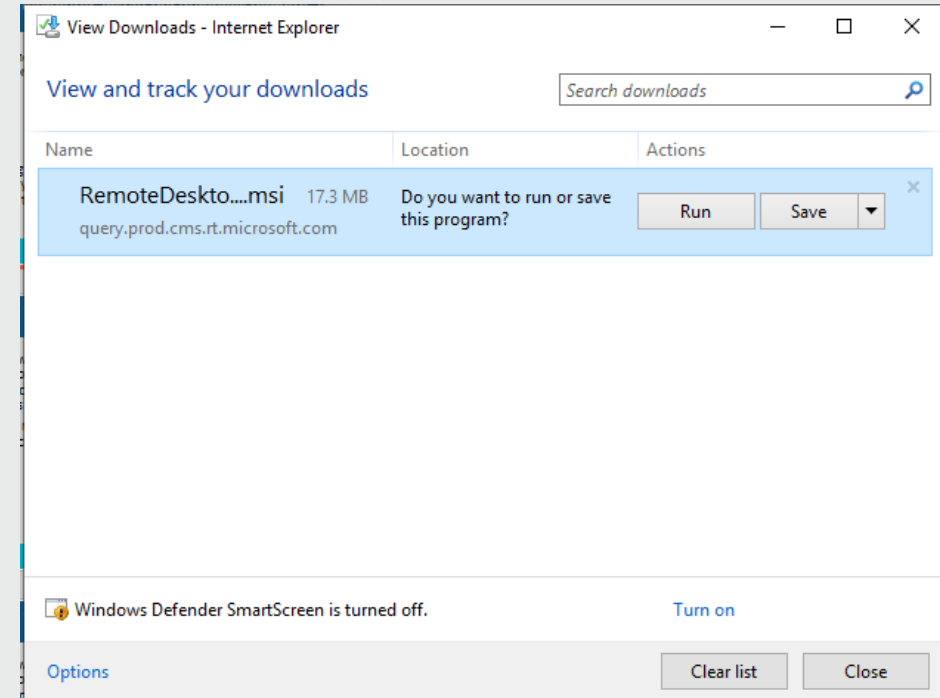 View Downloads - Internet Explorer
View and track your downloads
Search downloads
Name Location Actions
RemoteDeskto....msi 17.3 MB
query.prod.cms.rt.microsoft.com
Do you want to run or save
this program?
Run Save
Windows Defender SmartScreen is turned off. Turn on
Options Clear list Close